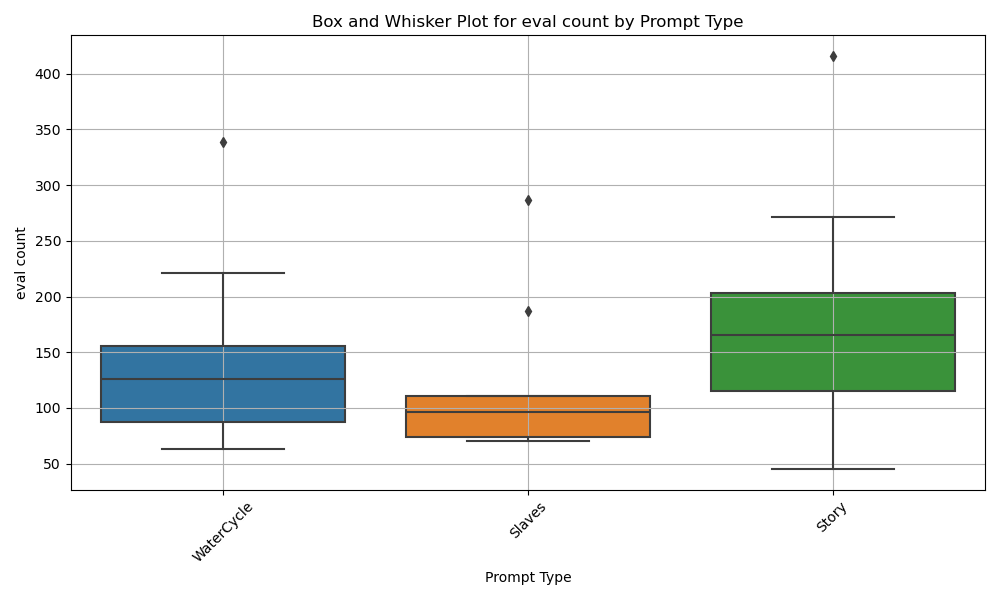 Box and Whisker Plot for eval count by Prompt Type
eval count
400
350
300
250
200
150
100
50
WaterCycle
Slaves
Story
Prompt Type